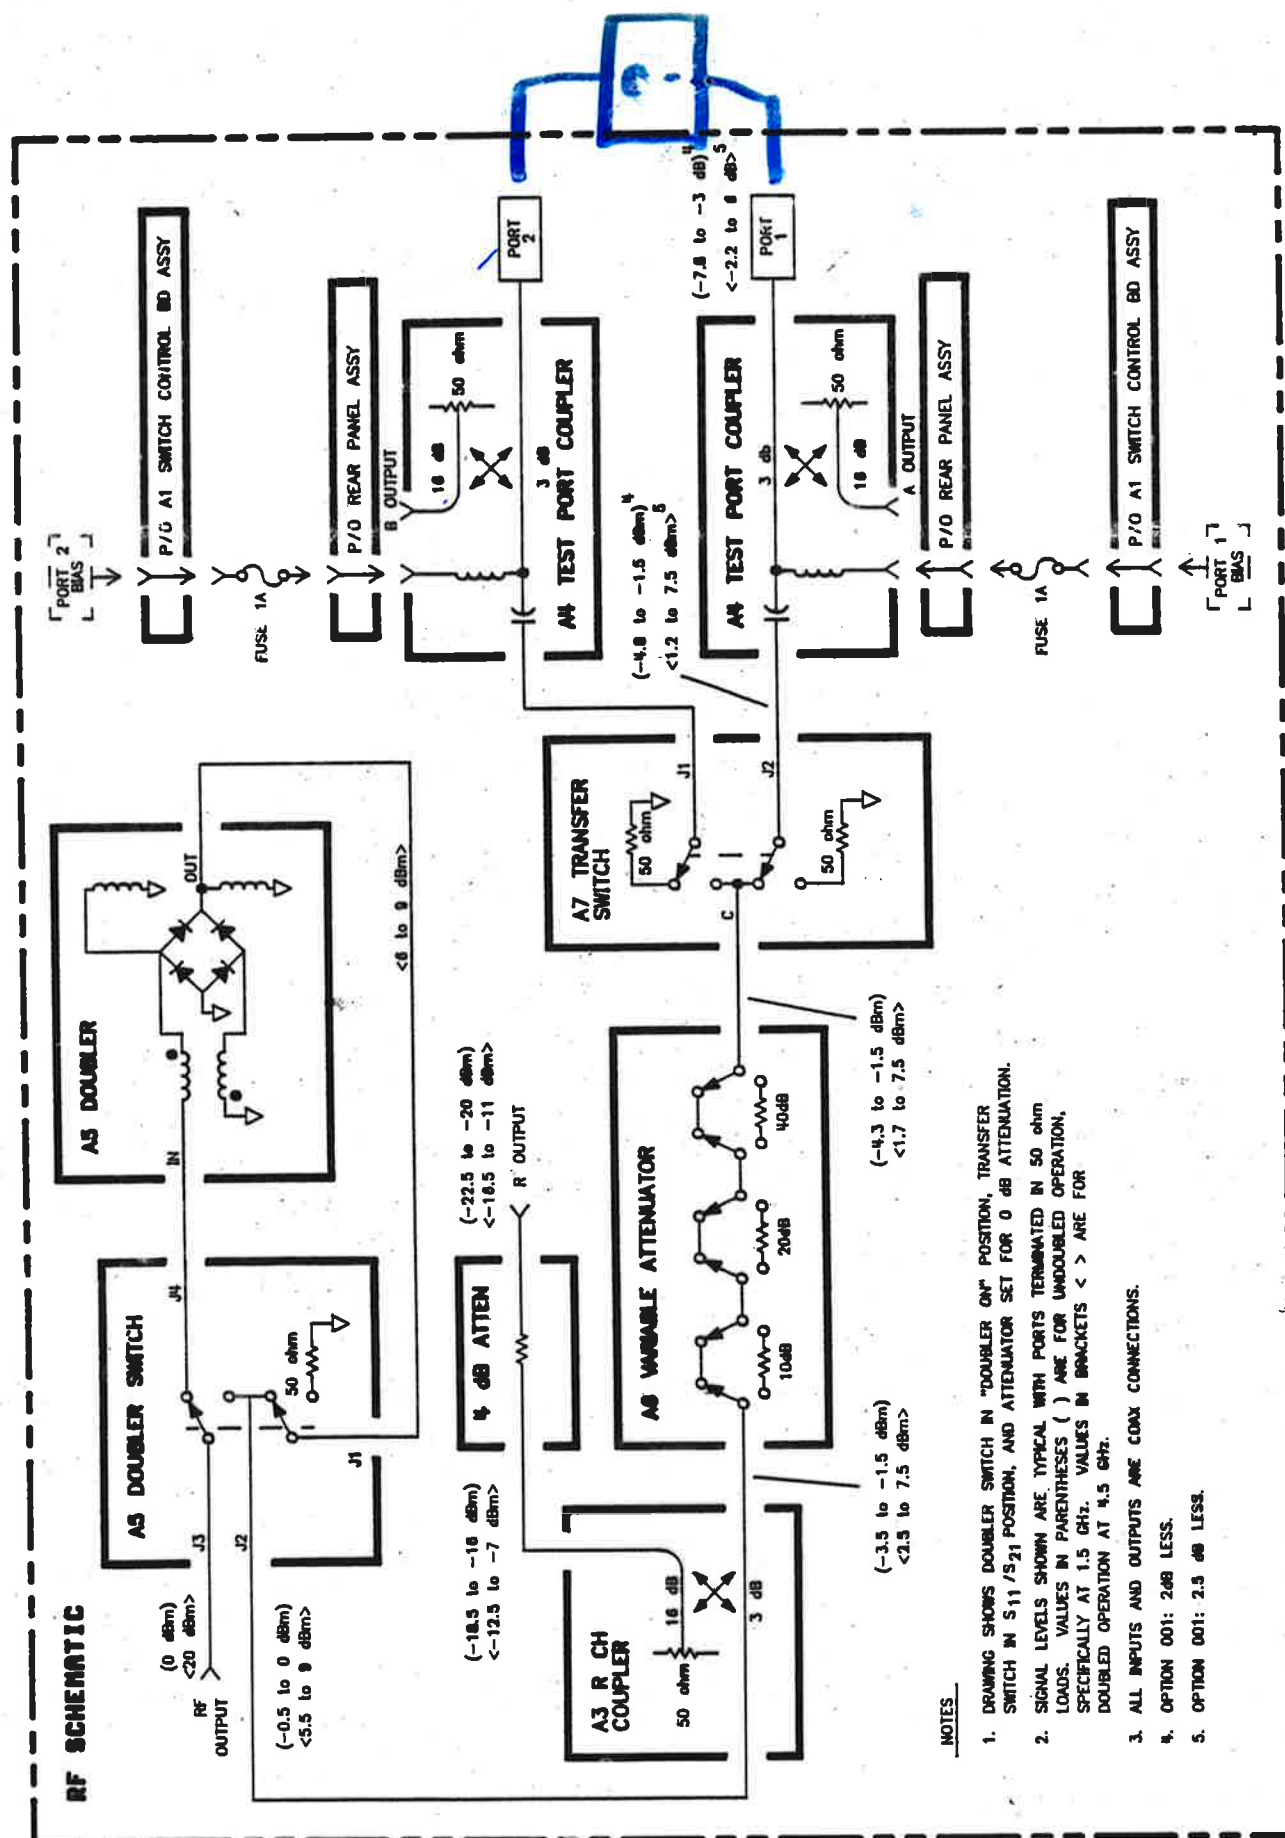 RF SCHEMATIC
A5 DOUBLER SWITCH
J3
J2
J4
J1
50 ohm
(0 dBm)
<20 dBm>
RF
OUTPUT
(-0.5 to 0 dBm)
<5.5 to 9 dBm>
A5 DOUBLER
IN
OUT
<6 to 9 dBm>
PORT 2
BIAS
P/O A1 SWITCH CONTROL BD ASSY
FUSE 1A
P/O REAR PANEL ASSY
B OUTPUT
16 dB
50 ohm
3 dB
A4 TEST PORT COUPLER
PORT
2
(-18.5 to -16 dBm)
<-12.5 to -7 dBm>
4 dB ATTEN
(-22.5 to -20 dBm)
<-16.5 to -11 dBm>
R OUTPUT
A3 R CH
COUPLER
50 ohm
16 dB
3 dB
(-3.5 to -1.5 dBm)
<2.5 to 7.5 dBm>
A6 VARIABLE ATTENUATOR
10dB
20dB
40dB
(-4.3 to -1.5 dBm)
<1.7 to 7.5 dBm>
A7 TRANSFER
SWITCH
50 ohm
J1
C
J2
50 ohm
(-4.8 to -1.5 dBm)4
<1.2 to 7.5 dBm>5
A4 TEST PORT COUPLER
3 db
16 dB
50 ohm
A OUTPUT
(-7.8 to -3 dB)4
<-2.2 to 6 dB>5
PORT
1
P/O REAR PANEL ASSY
FUSE 1A
P/O A1 SWITCH CONTROL BD ASSY
PORT 1
BIAS
NOTES
1. DRAWING SHOWS DOUBLER SWITCH IN "DOUBLER ON" POSITION, TRANSFER
SWITCH IN S11/S21 POSITION, AND ATTENUATOR SET FOR 0 dB ATTENUATION.
2. SIGNAL LEVELS SHOWN ARE TYPICAL WITH PORTS TERMINATED IN 50 ohm
LOADS. VALUES IN PARENTHESES ( ) ARE FOR UNDOUBLED OPERATION,
SPECIFICALLY AT 1.5 GHz. VALUES IN BRACKETS < > ARE FOR
DOUBLED OPERATION AT 4.5 GHz.
3. ALL INPUTS AND OUTPUTS ARE COAX CONNECTIONS.
4. OPTION 001: 2dB LESS.
5. OPTION 001: 2.5 dB LESS.